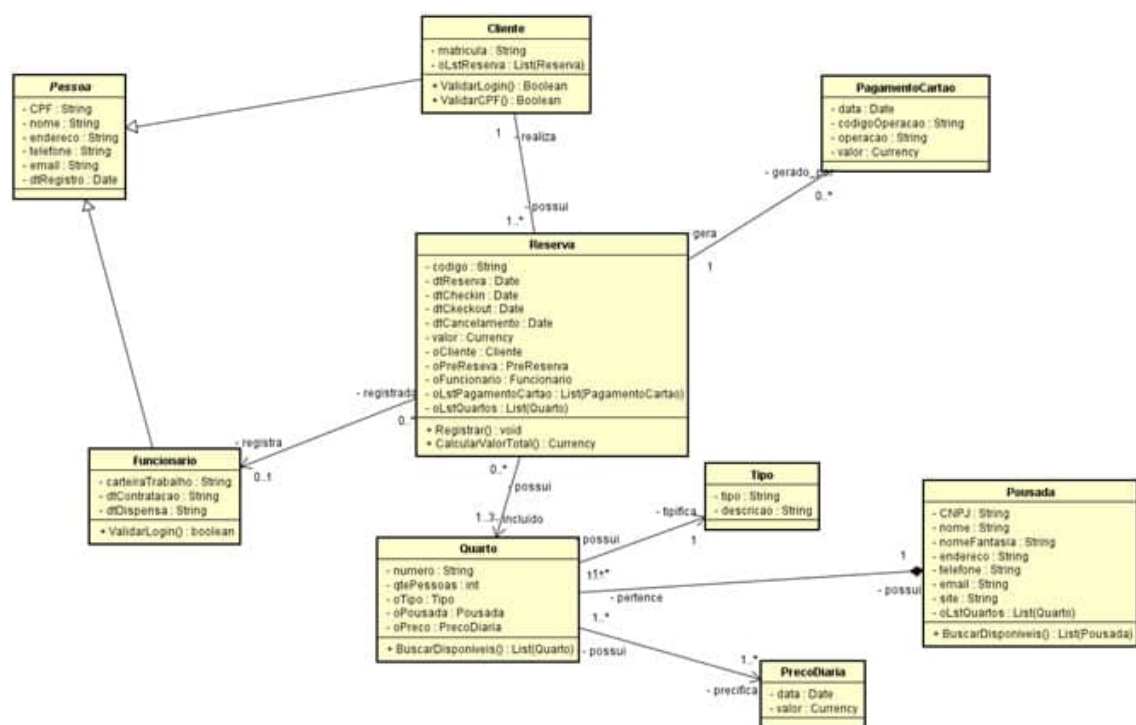 Cliente
- matricula : String
- oLstReserva : List(Reserva)
+ ValidarLogin() : Boolean
+ ValidarCPF() : Boolean
Pessoa
- CPF : String
- nome : String
- endereco : String
- telefone : String
- email : String
- dtRegistro : Date
PagamentoCartao
- data : Date
- codigoOperacao : String
- operacao : String
- valor : Currency
1
- realiza
- possui
1..*
- gerado_por
0..*
gera
1
Reserva
- codigo : String
- dtReserva : Date
- dtCheckin : Date
- dtCkeckout : Date
- dtCancelamento : Date
- valor : Currency
- oCliente : Cliente
- oPreReseva : PreReserva
- oFuncionario : Funcionario
- oLstPagamentoCartao : List(PagamentoCartao)
- oLstQuartos : List(Quarto)
+ Registrar() : void
+ CalcularValorTotal() : Currency
- registrada
0..*
- registra
0..1
Funcionario
- carteiraTrabalho : String
- dtContratacao : String
- dtDispensa : String
+ ValidarLogin() : boolean
0..*
- possui
1..3
- incluido
Tipo
- tipo : String
- descricao : String
- tipifica
1
possui
1..*
Quarto
- numero : String
- qtePessoas : int
- oTipo : Tipo
- oPousada : Pousada
- oPreco : PrecoDiaria
+ BuscarDisponiveis() : List(Quarto)
Pousada
- CNPJ : String
- nome : String
- nomeFantasia : String
- endereco : String
- telefone : String
- email : String
- site : String
- oLstQuartos : List(Quarto)
+ BuscarDisponiveis() : List(Pousada)
1
- possui
- pertence
1..*
- possui
1..*
- precifica
PrecoDiaria
- data : Date
- valor : Currency